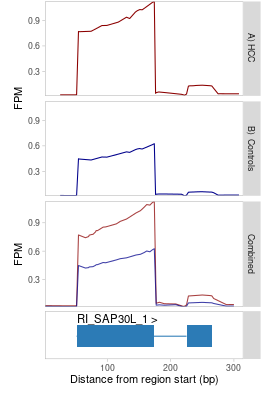 0.9
0.6
0.3
FPM
A) HCC
0.9
0.6
0.3
B) Controls
0.9
0.6
0.3
FPM
Combined
RI_SAP30L_1 >
100
200
300
Distance from region start (bp)